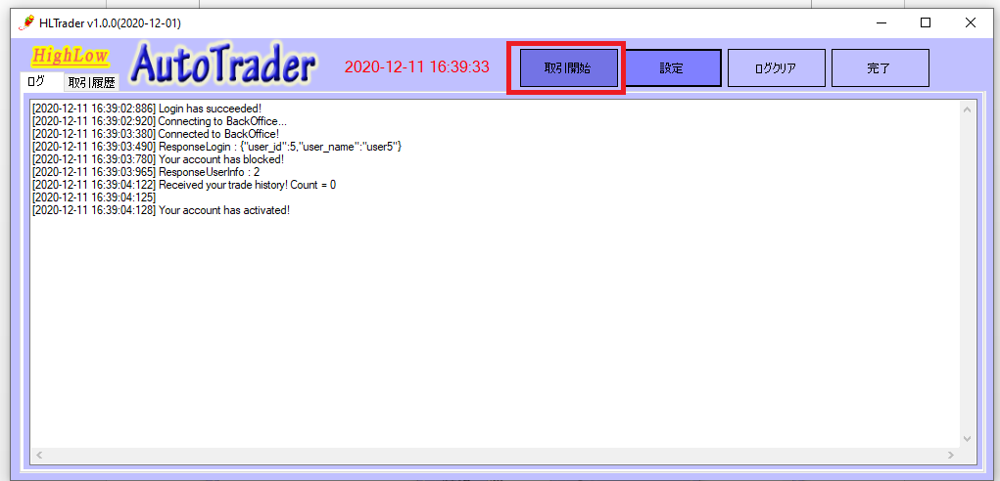 HLTrader v1.0.0(2020-12-01)
HighLow
AutoTrader
2020-12-11 16:39:33
取引開始
設定
ログクリア
完了
ログ
取引履歴
[2020-12-11 16:39:02:886] Login has succeeded!
[2020-12-11 16:39:02:920] Connecting to BackOffice...
[2020-12-11 16:39:03:380] Connected to BackOffice!
[2020-12-11 16:39:03:490] ResponseLogin : {"user_id":5,"user_name":"user5"}
[2020-12-11 16:39:03:780] Your account has blocked!
[2020-12-11 16:39:03:965] ResponseUserInfo : 2
[2020-12-11 16:39:04:122] Received your trade history! Count = 0
[2020-12-11 16:39:04:125]
[2020-12-11 16:39:04:128] Your account has activated!